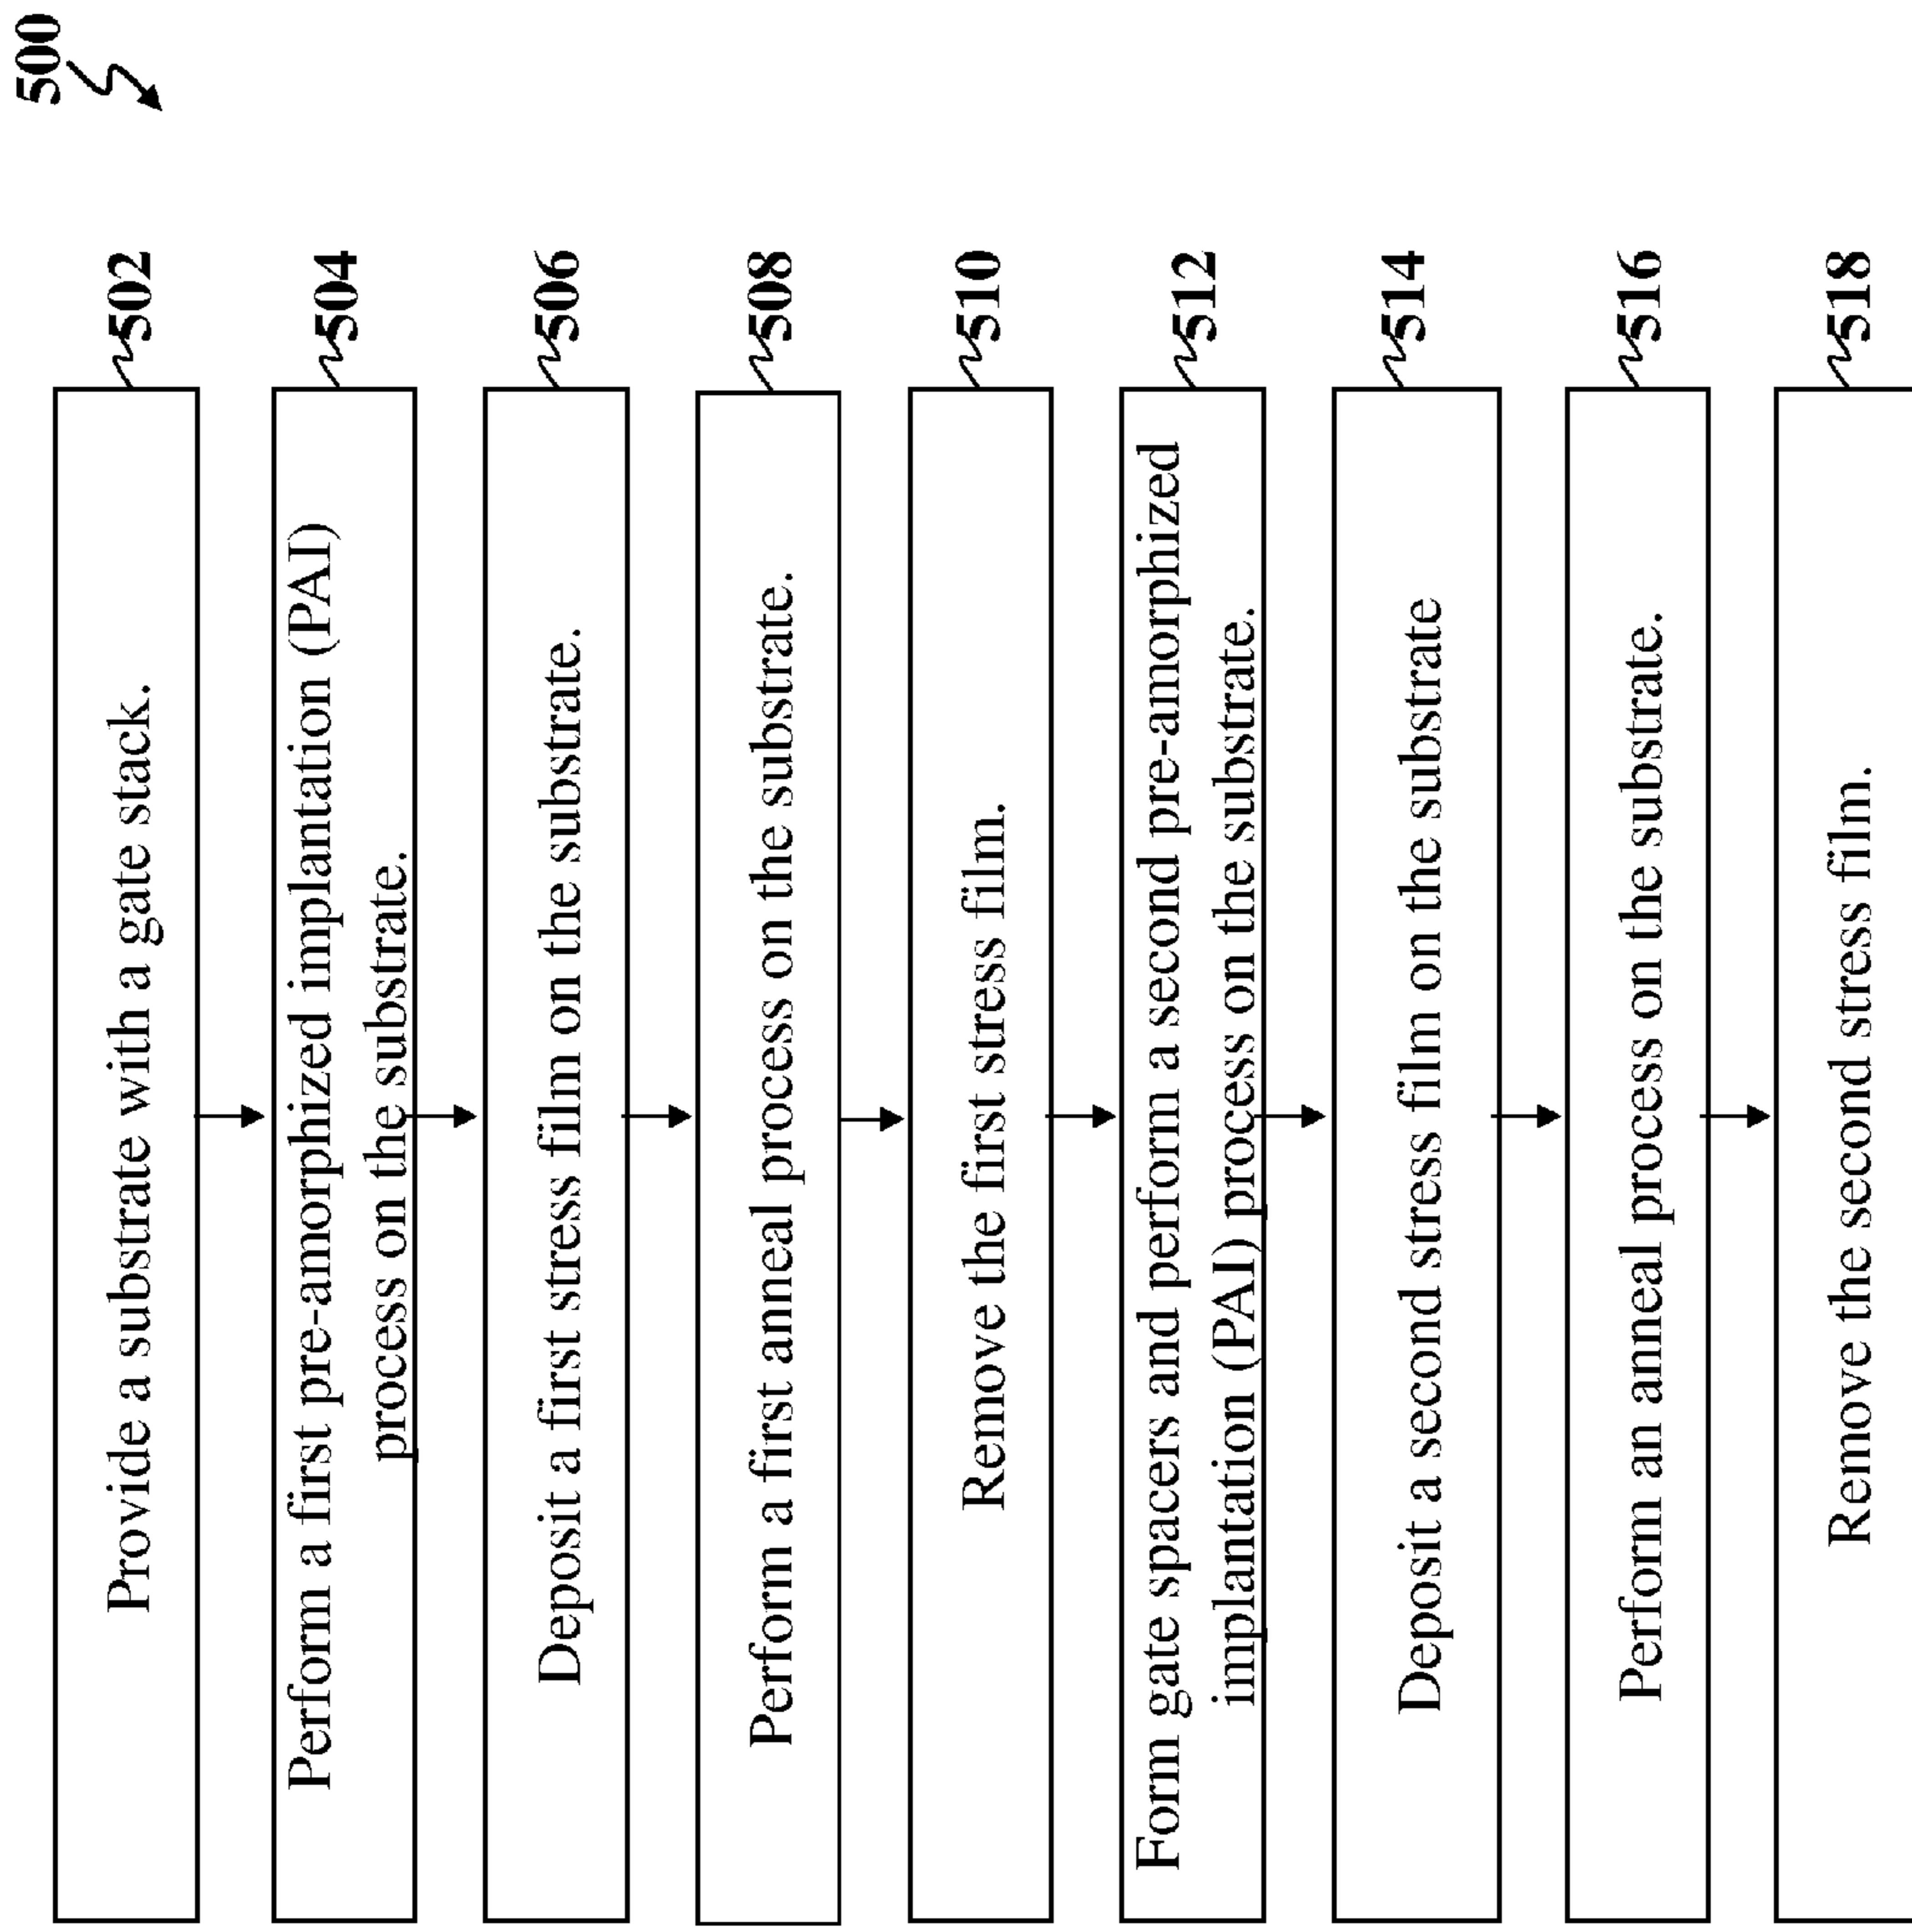 500
Provide a substrate with a gate stack.
502
Perform a first pre-amorphized implantation (PAI)
process on the substrate.
504
Deposit a first stress film on the substrate.
506
Perform a first anneal process on the substrate.
508
Remove the first stress film.
510
Form gate spacers and perform a second pre-amorphized
implantation (PAI) process on the substrate.
512
Deposit a second stress film on the substrate
514
Perform an anneal process on the substrate.
516
Remove the second stress film.
518